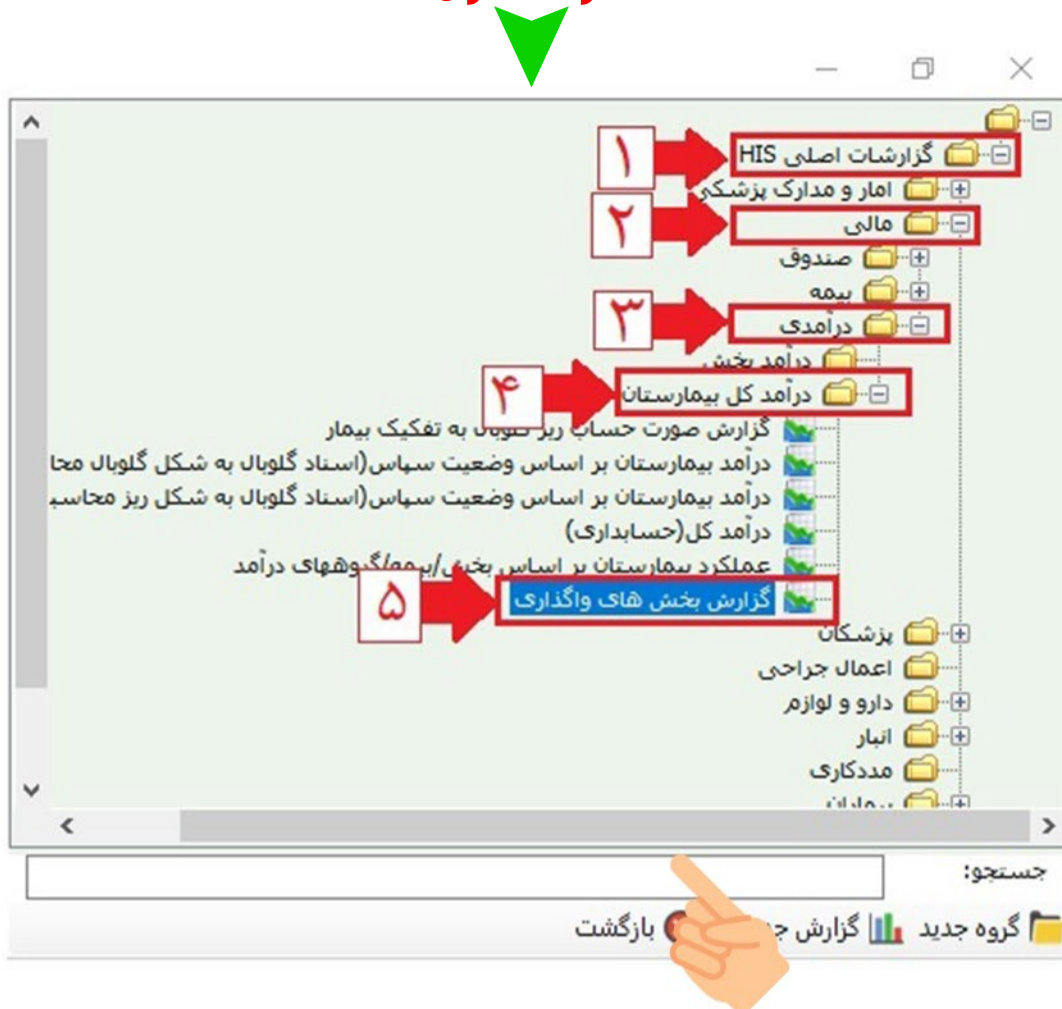 ۱ گزارشات اصلی HIS
امار و مدارک پزشکی
۲ مالی
صندوق
بیمه
۳ درآمدی
درآمد بخش
۴ درآمد کل بیمارستان
گزارش صورت حساب ریز گلوبال به تفکیک بیمار
درآمد بیمارستان بر اساس وضعیت سپاس(اسناد گلوبال به شکل گلوبال محا
درآمد بیمارستان بر اساس وضعیت سپاس(اسناد گلوبال به شکل ریز محاسب
درآمد کل(حسابداری)
عملکرد بیمارستان بر اساس بخش/بیمه/گروههای درآمد
۵ گزارش بخش های واگذاری
پزشکان
اعمال جراحی
دارو و لوازم
انبار
مددکاری
بیماران
جستجو:
گروه جدید گزارش بازگشت